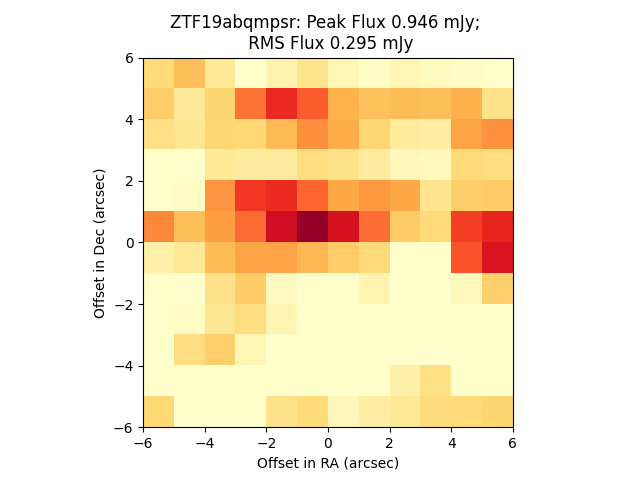 ZTF19abqmpsr: Peak Flux 0.946 mJy;
RMS Flux 0.295 mJy
6
4
2
0
−2
−4
−6
Offset in Dec (arcsec)
−6 −4 −2 0 2 4 6
Offset in RA (arcsec)